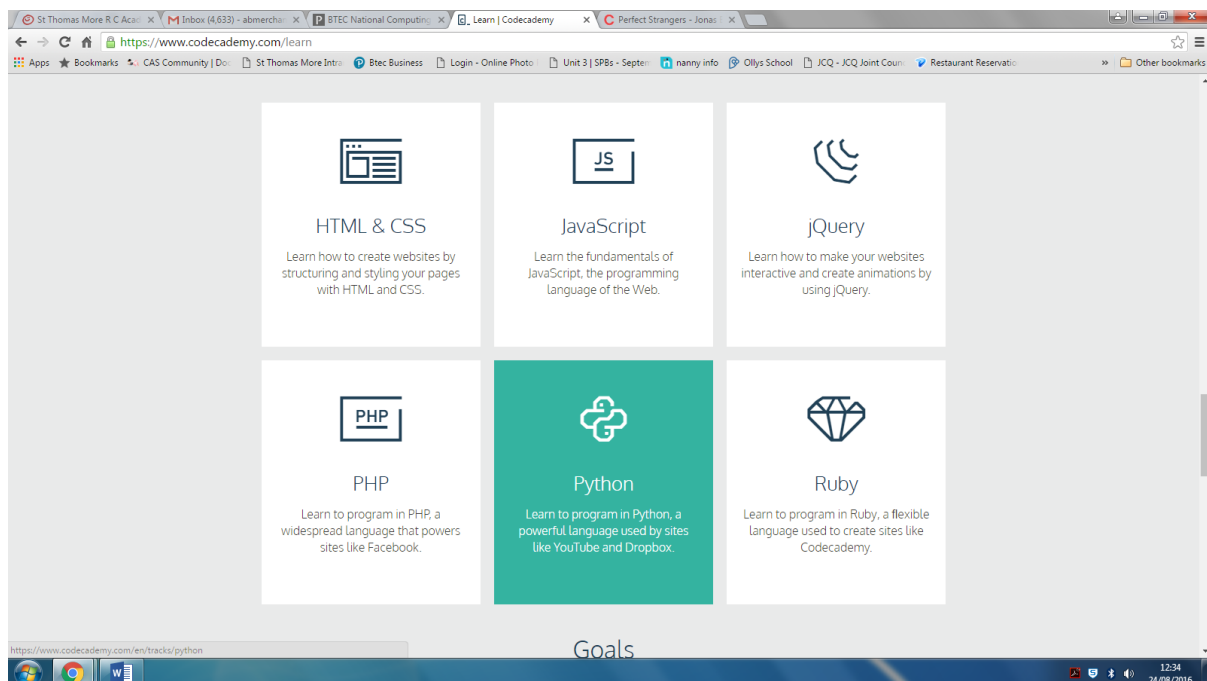 St Thomas More R C Acad
Inbox (4,633) - abmerchan
BTEC National Computing
Learn | Codecademy
Perfect Strangers - Jonas
https://www.codecademy.com/learn
Apps
Bookmarks
CAS Community | Do
St Thomas More Intra
Btec Business
Login - Online Photo
Unit 3 | SPBs - Septem
nanny info
Ollys School
JCQ - JCQ Joint Coun
Restaurant Reservatio
»
Other bookmarks
HTML & CSS
Learn how to create websites by
structuring and styling your pages
with HTML and CSS.
JS
JavaScript
Learn the fundamentals of
JavaScript, the programming
language of the Web.
jQuery
Learn how to make your websites
interactive and create animations by
using jQuery.
PHP
PHP
Learn to program in PHP, a
widespread language that powers
sites like Facebook.
Python
Learn to program in Python, a
powerful language used by sites
like YouTube and Dropbox.
Ruby
Learn to program in Ruby, a flexible
language used to create sites like
Codecademy.
Goals
https://www.codecademy.com/en/tracks/python
12:34
24/08/2016